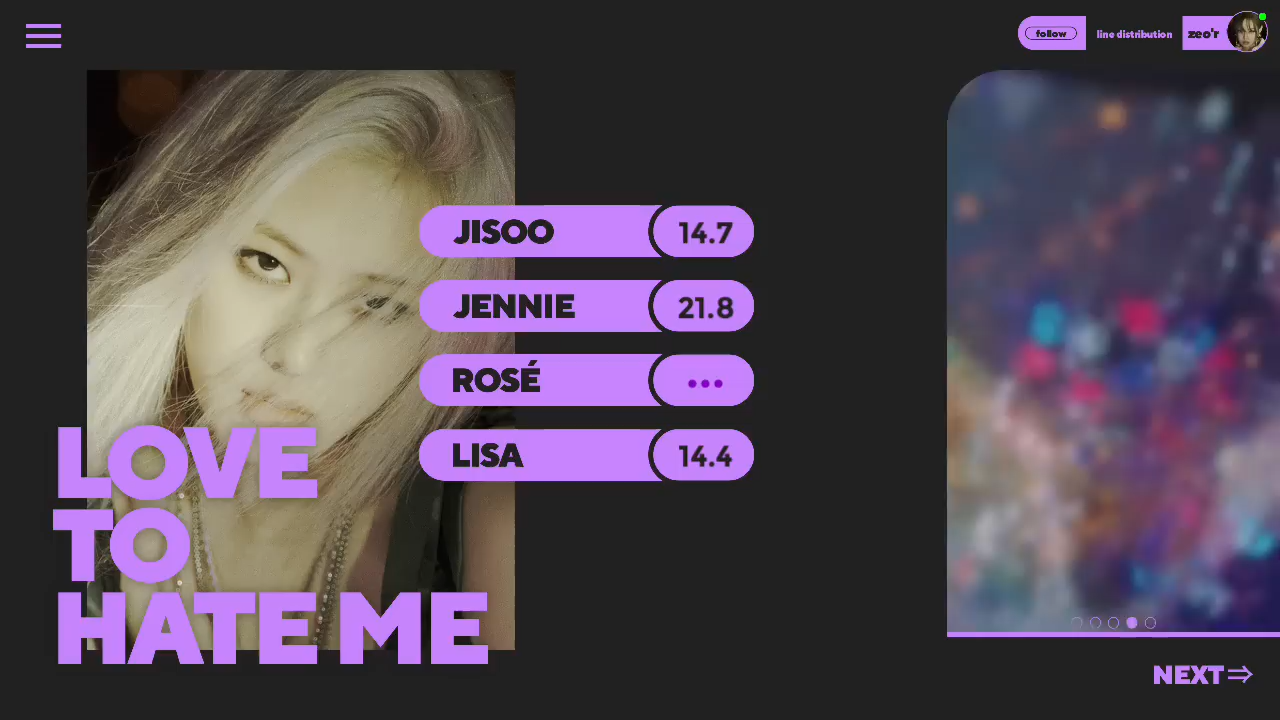 follow
line distribution
zeo'r
JISOO 14.7
JENNIE 21.8
ROSÉ ...
LISA 14.4
LOVE
TO
HATE ME
NEXT⇒